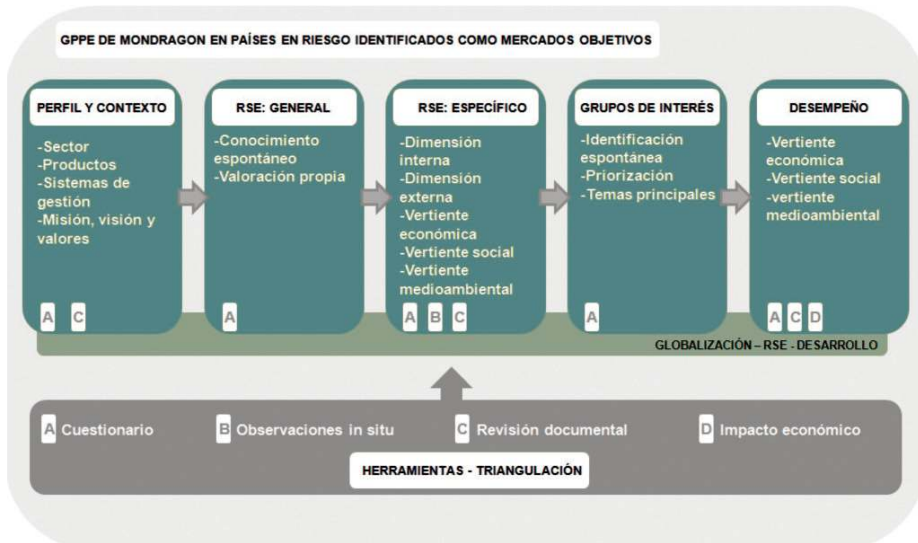 GPPE DE MONDRAGON EN PAÍSES EN RIESGO IDENTIFICADOS COMO MERCADOS OBJETIVOS
PERFIL Y CONTEXTO
-Sector
-Productos
-Sistemas de
gestión
-Misión, visión y
valores
A C
RSE: GENERAL
-Conocimiento
espontáneo
-Valoración propia
A
RSE: ESPECÍFICO
-Dimensión
interna
-Dimensión
externa
-Vertiente
económica
-Vertiente social
-Vertiente
medioambiental
A B C
GRUPOS DE INTERÉS
-Identificación
espontánea
-Priorización
-Temas principales
A
DESEMPEÑO
-Vertiente
económica
-Vertiente social
-vertiente
medioambiental
A C D
GLOBALIZACIÓN – RSE - DESARROLLO
A Cuestionario
B Observaciones in situ
C Revisión documental
D Impacto económico
HERRAMIENTAS - TRIANGULACIÓN